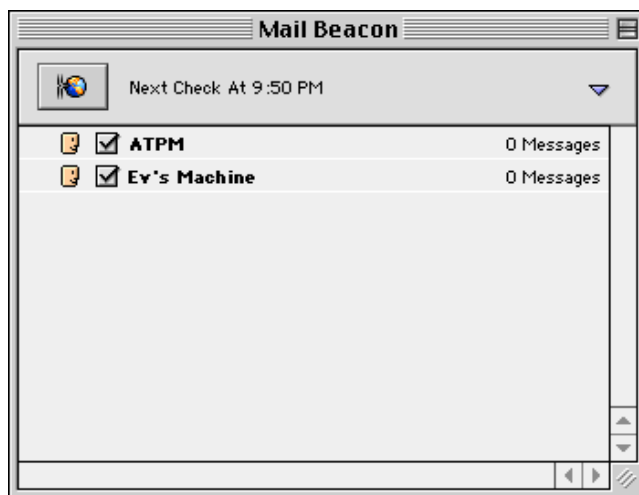 Mail Beacon
Next Check At 9:50 PM
ATPM 0 Messages
Ev's Machine 0 Messages